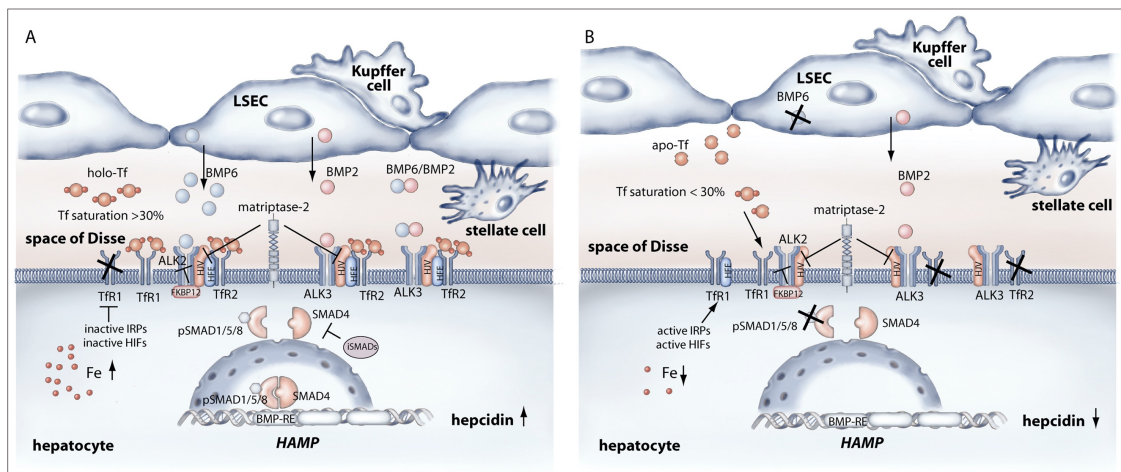 A
Kupffer
cell
LSEC
holo-Tf
BMP6
BMP2
BMP6/BMP2
Tf saturation >30%
matriptase-2
stellate cell
space of Disse
ALK2
HJV
HFE
HJV
HFE
HJV
HFE
FKBP12
TfR1
TfR1
TfR2
ALK3
TfR2
ALK3
TfR2
inactive IRPs
inactive HIFs
pSMAD1/5/8
SMAD4
iSMADs
Fe
pSMAD1/5/8
SMAD4
BMP-RE
hepcidin
HAMP
hepatocyte
B
Kupffer
cell
LSEC
BMP6
apo-Tf
BMP2
Tf saturation < 30%
matriptase-2
stellate cell
space of Disse
ALK2
HFE
HJV
HJV
HJV
FKBP12
TfR1
TfR1
ALK3
ALK3
TfR2
active IRPs
active HIFs
pSMAD1/5/8
SMAD4
Fe
BMP-RE
hepcidin
HAMP
hepatocyte